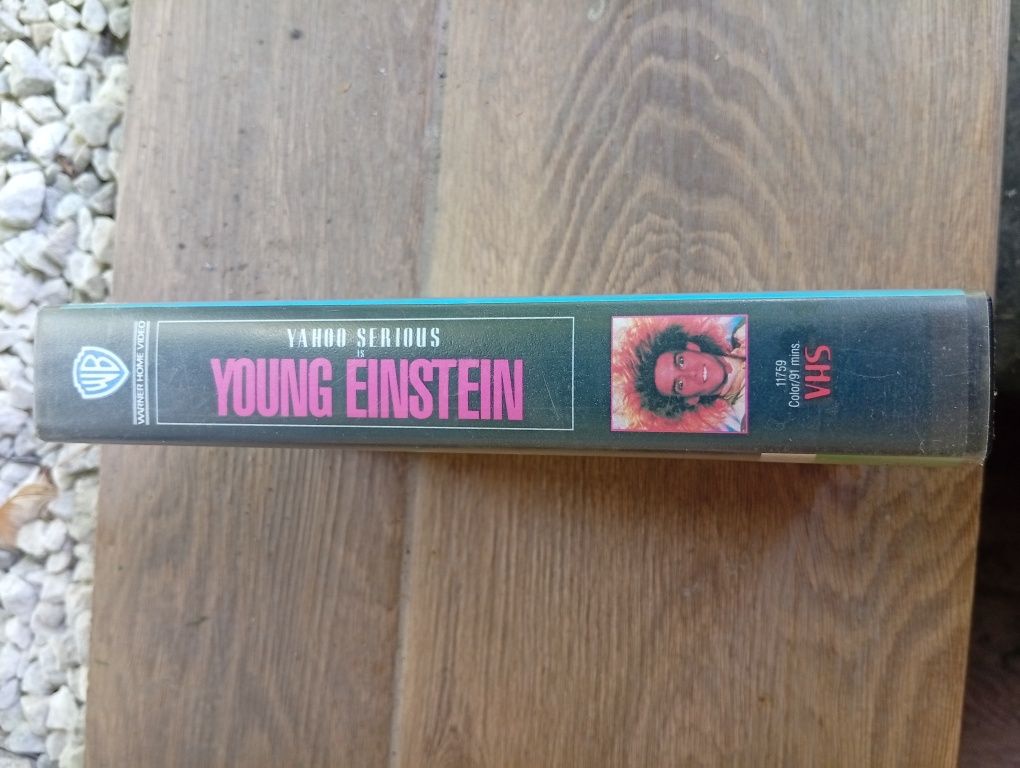 WB
WARNER HOME VIDEO
YAHOO SERIOUS
IS
YOUNG EINSTEIN
11759
Color/91 mins.
VHS